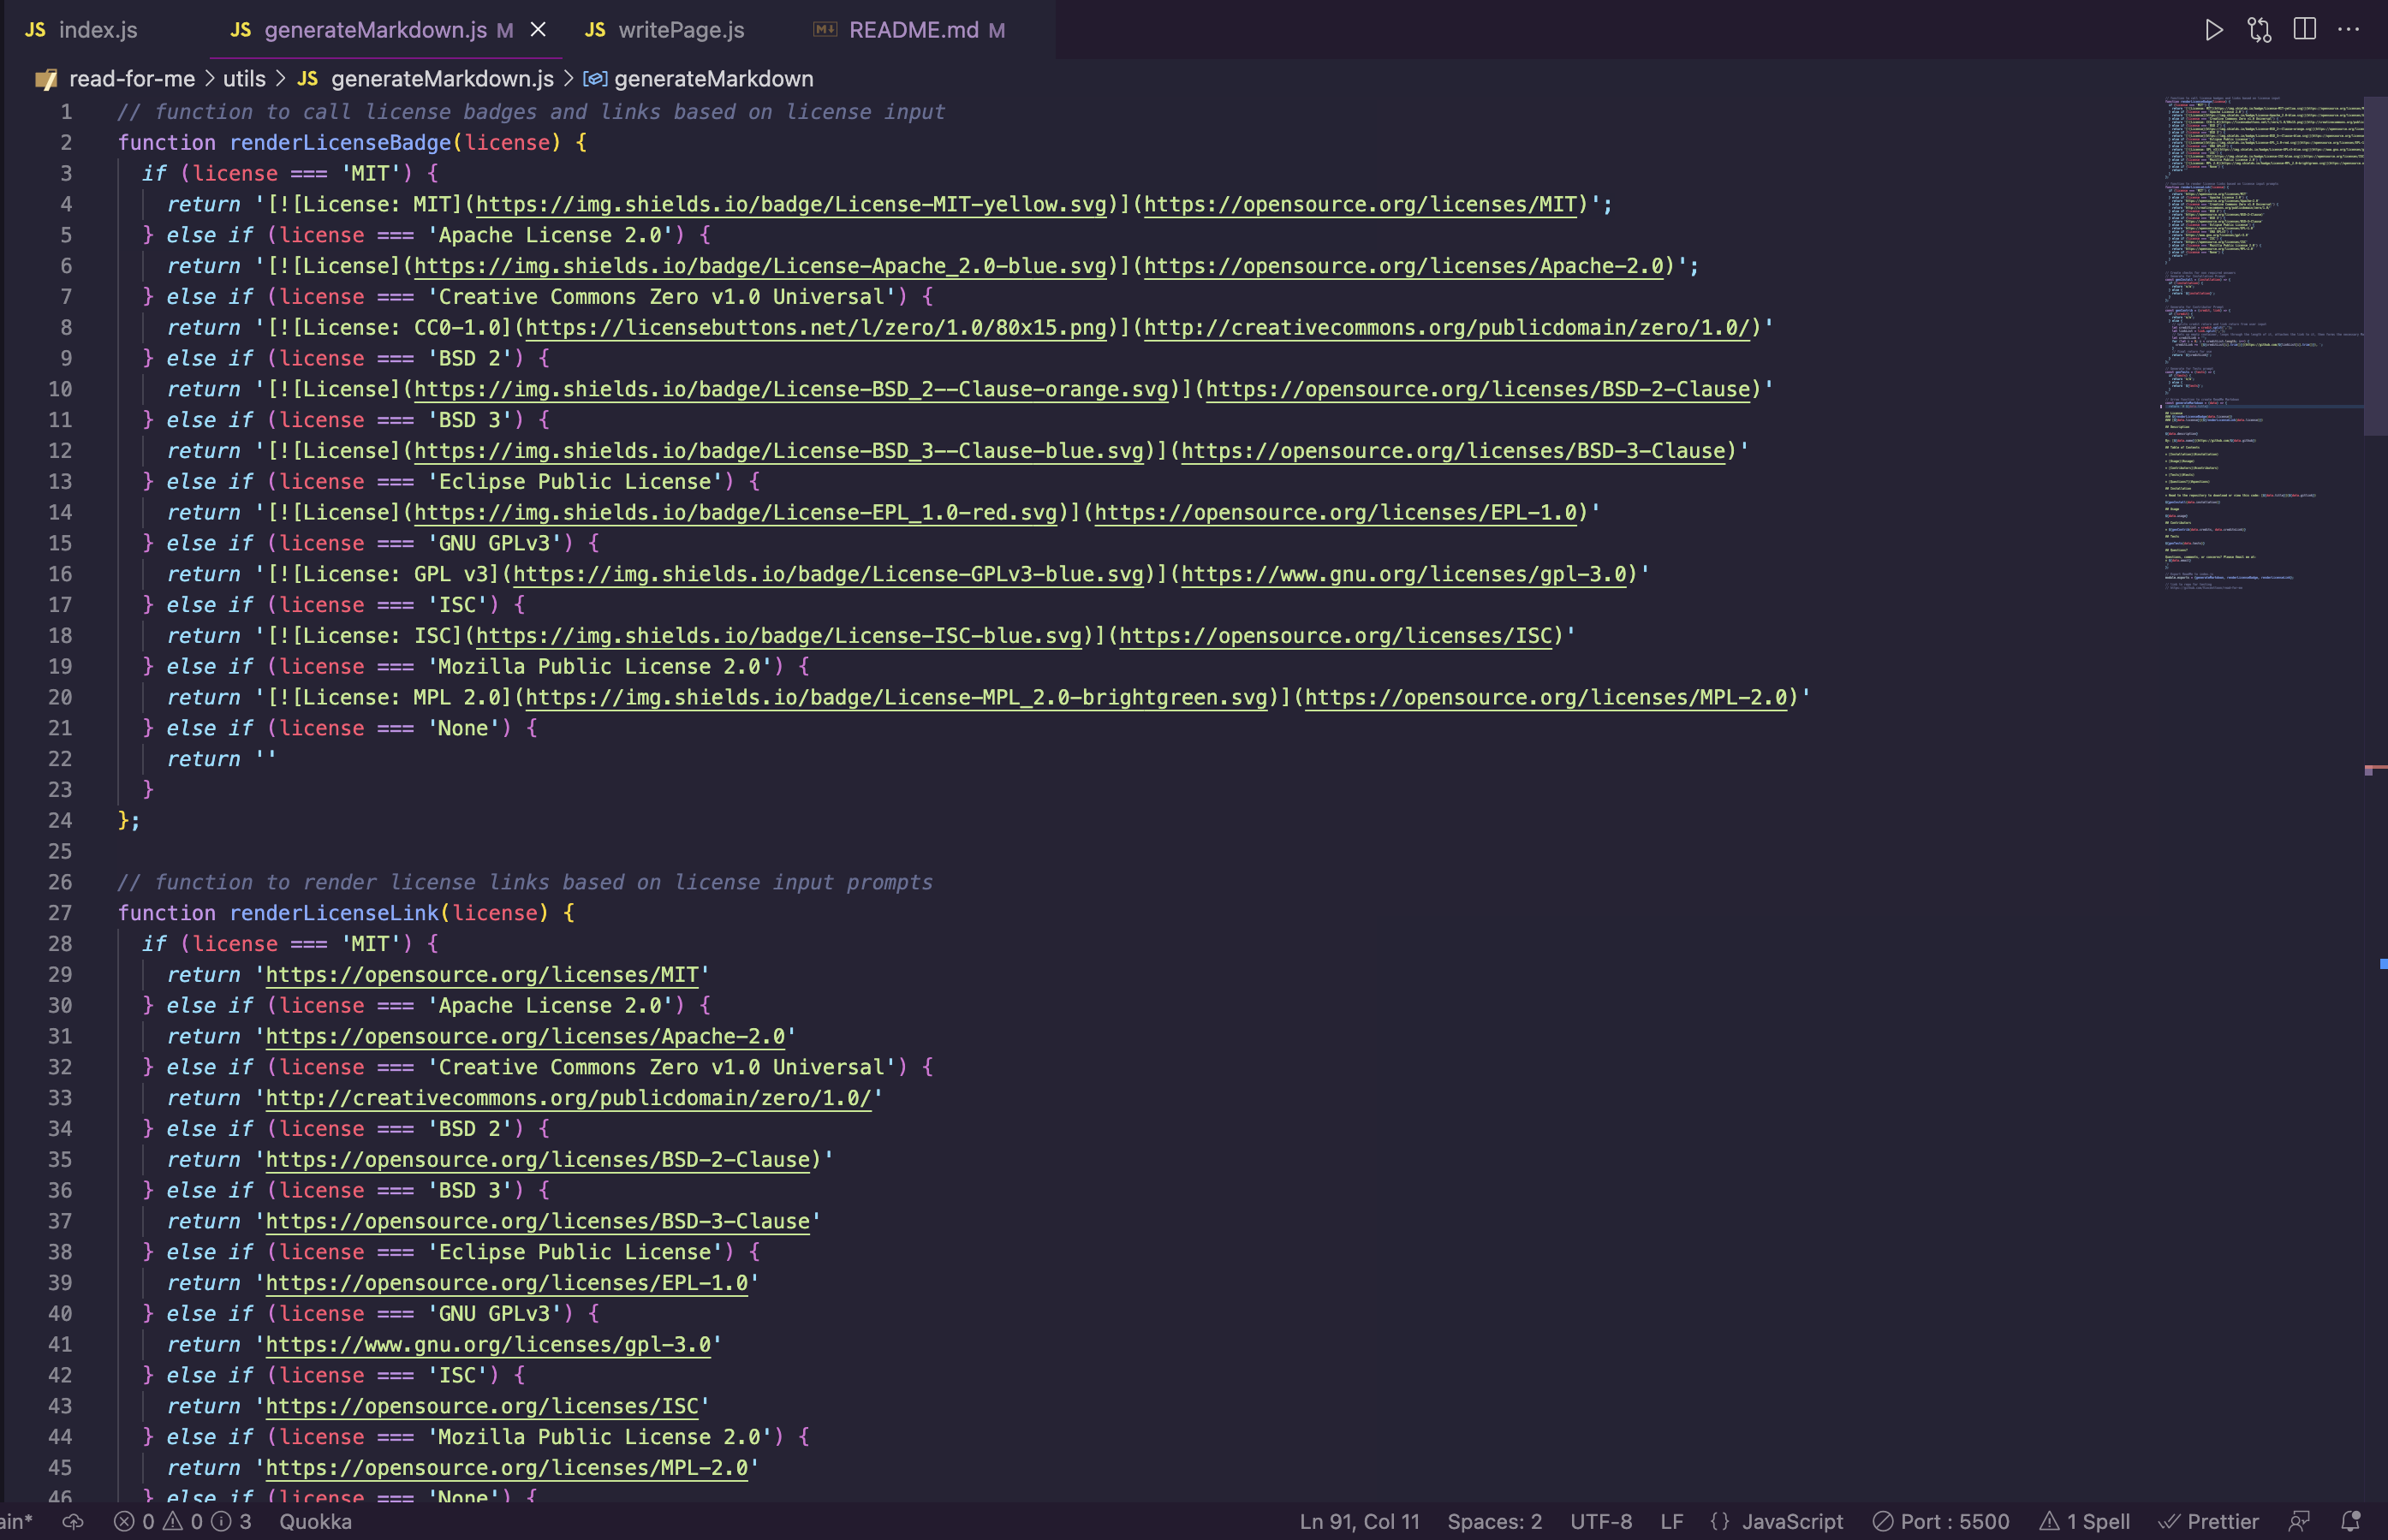 JS index.js JS generateMarkdown.js M JS writePage.js README.md M
read-for-me > utils > JS generateMarkdown.js > generateMarkdown
1 // function to call license badges and links based on license input
2 function renderLicenseBadge(license) {
3 if (license === 'MIT') {
4 return '[![License: MIT](https://img.shields.io/badge/License-MIT-yellow.svg)](https://opensource.org/licenses/MIT)';
5 } else if (license === 'Apache License 2.0') {
6 return '[![License](https://img.shields.io/badge/License-Apache_2.0-blue.svg)](https://opensource.org/licenses/Apache-2.0)';
7 } else if (license === 'Creative Commons Zero v1.0 Universal') {
8 return '[![License: CC0-1.0](https://licensebuttons.net/l/zero/1.0/80x15.png)](http://creativecommons.org/publicdomain/zero/1.0/)'
9 } else if (license === 'BSD 2') {
10 return '[![License](https://img.shields.io/badge/License-BSD_2--Clause-orange.svg)](https://opensource.org/licenses/BSD-2-Clause)'
11 } else if (license === 'BSD 3') {
12 return '[![License](https://img.shields.io/badge/License-BSD_3--Clause-blue.svg)](https://opensource.org/licenses/BSD-3-Clause)'
13 } else if (license === 'Eclipse Public License') {
14 return '[![License](https://img.shields.io/badge/License-EPL_1.0-red.svg)](https://opensource.org/licenses/EPL-1.0)'
15 } else if (license === 'GNU GPLv3') {
16 return '[![License: GPL v3](https://img.shields.io/badge/License-GPLv3-blue.svg)](https://www.gnu.org/licenses/gpl-3.0)'
17 } else if (license === 'ISC') {
18 return '[![License: ISC](https://img.shields.io/badge/License-ISC-blue.svg)](https://opensource.org/licenses/ISC)'
19 } else if (license === 'Mozilla Public License 2.0') {
20 return '[![License: MPL 2.0](https://img.shields.io/badge/License-MPL_2.0-brightgreen.svg)](https://opensource.org/licenses/MPL-2.0)'
21 } else if (license === 'None') {
22 return ''
23 }
24 };
25
26 // function to render license links based on license input prompts
27 function renderLicenseLink(license) {
28 if (license === 'MIT') {
29 return 'https://opensource.org/licenses/MIT'
30 } else if (license === 'Apache License 2.0') {
31 return 'https://opensource.org/licenses/Apache-2.0'
32 } else if (license === 'Creative Commons Zero v1.0 Universal') {
33 return 'http://creativecommons.org/publicdomain/zero/1.0/'
34 } else if (license === 'BSD 2') {
35 return 'https://opensource.org/licenses/BSD-2-Clause)'
36 } else if (license === 'BSD 3') {
37 return 'https://opensource.org/licenses/BSD-3-Clause'
38 } else if (license === 'Eclipse Public License') {
39 return 'https://opensource.org/licenses/EPL-1.0'
40 } else if (license === 'GNU GPLv3') {
41 return 'https://www.gnu.org/licenses/gpl-3.0'
42 } else if (license === 'ISC') {
43 return 'https://opensource.org/licenses/ISC'
44 } else if (license === 'Mozilla Public License 2.0') {
45 return 'https://opensource.org/licenses/MPL-2.0'
46 } else if (license === 'None') {
ain* 0 0 3 Quokka Ln 91, Col 11 Spaces: 2 UTF-8 LF {} JavaScript Port : 5500 1 Spell Prettier